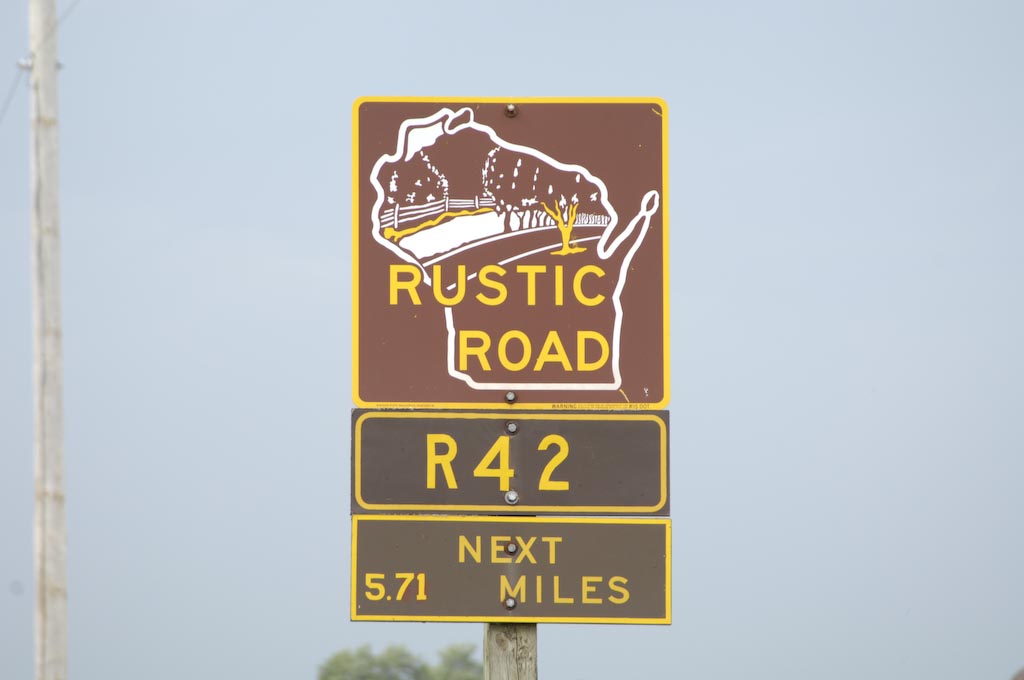 RUSTIC
ROAD
R42
NEXT
5.71 MILES